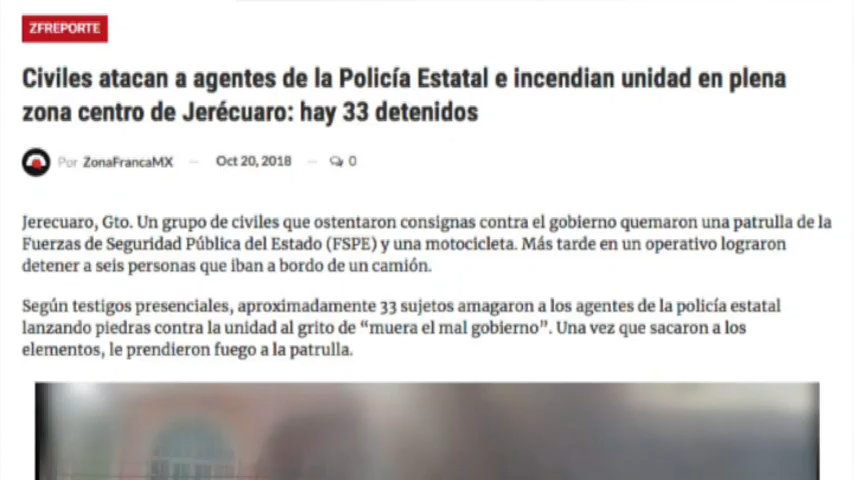 ZFREPORTE
Civiles atacan a agentes de la Policía Estatal e incendian unidad en plena
zona centro de Jerécuaro: hay 33 detenidos
Por ZonaFrancaMX — Oct 20, 2018 — 0
Jerecuaro, Gto. Un grupo de civiles que ostentaron consignas contra el gobierno quemaron una patrulla de la
Fuerzas de Seguridad Pública del Estado (FSPE) y una motocicleta. Más tarde en un operativo lograron
detener a seis personas que iban a bordo de un camión.
Según testigos presenciales, aproximadamente 33 sujetos amagaron a los agentes de la policía estatal
lanzando piedras contra la unidad al grito de “muera el mal gobierno”. Una vez que sacaron a los
elementos, le prendieron fuego a la patrulla.